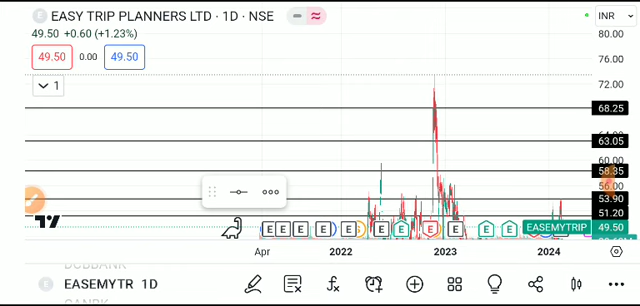 E EASY TRIP PLANNERS LTD · 1D · NSE
49.50 +0.60 (+1.23%)
49.50 0.00 49.50
1
INR
80.00
76.00
72.00
68.25
64.00
63.05
60.00
58.35
56.00
53.90
51.20
EASEMYTRIP 49.50
E E E E E E E E E E E E
Apr 2022 2023 2024
DCBBANK
EASEMYTR 1D